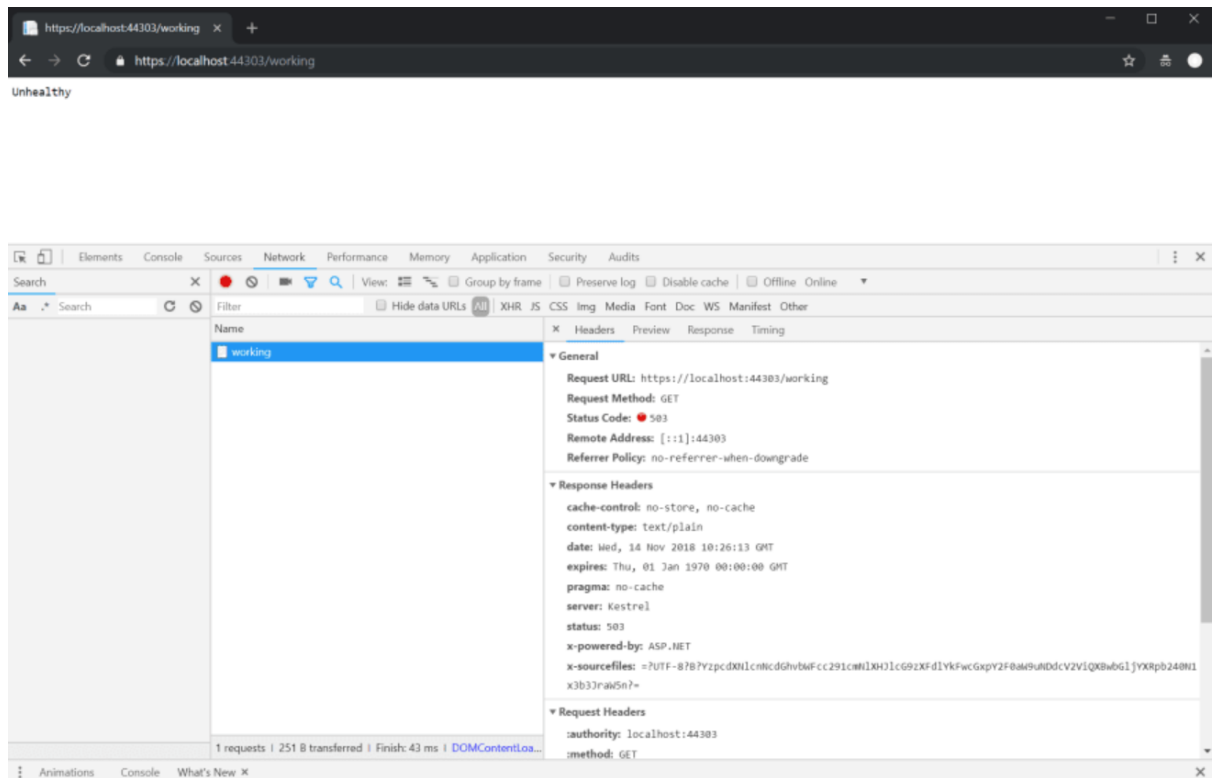 https://localhost:44303/working
https://localhost:44303/working
Unhealthy
Elements Console Sources Network Performance Memory Application Security Audits
Search View: Group by frame Preserve log Disable cache Offline Online
Aa .* Search Filter Hide data URLs All XHR JS CSS Img Media Font Doc WS Manifest Other
Name Headers Preview Response Timing
working
General
Request URL: https://localhost:44303/working
Request Method: GET
Status Code: 503
Remote Address: [::1]:44303
Referrer Policy: no-referrer-when-downgrade
Response Headers
cache-control: no-store, no-cache
content-type: text/plain
date: Wed, 14 Nov 2018 10:26:13 GMT
expires: Thu, 01 Jan 1970 00:00:00 GMT
pragma: no-cache
server: Kestrel
status: 503
x-powered-by: ASP.NET
x-sourcefiles:
Request Headers
:authority: localhost:44303
1 requests | 251 B transferred | Finish: 43 ms | DOMContentLoa...
:method: GET
Animations Console What's New